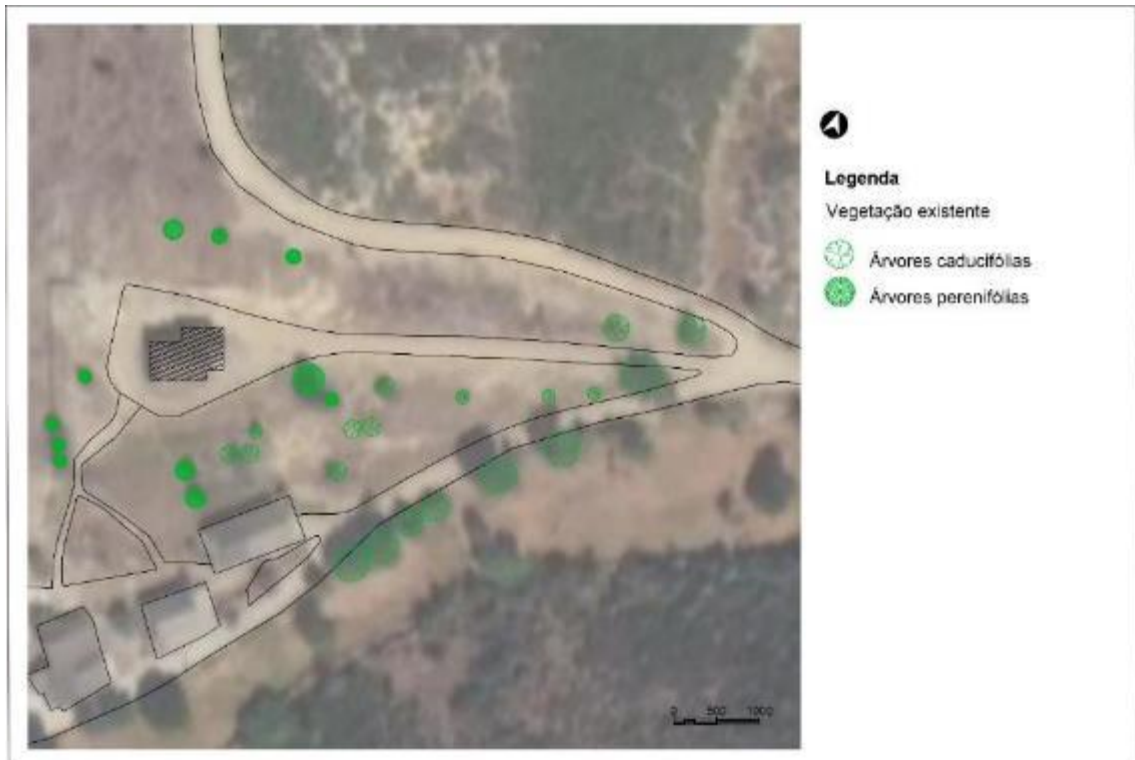 Legenda
Vegetação existente
Árvores caducifólias
Árvores perenifólias
0 500 1000